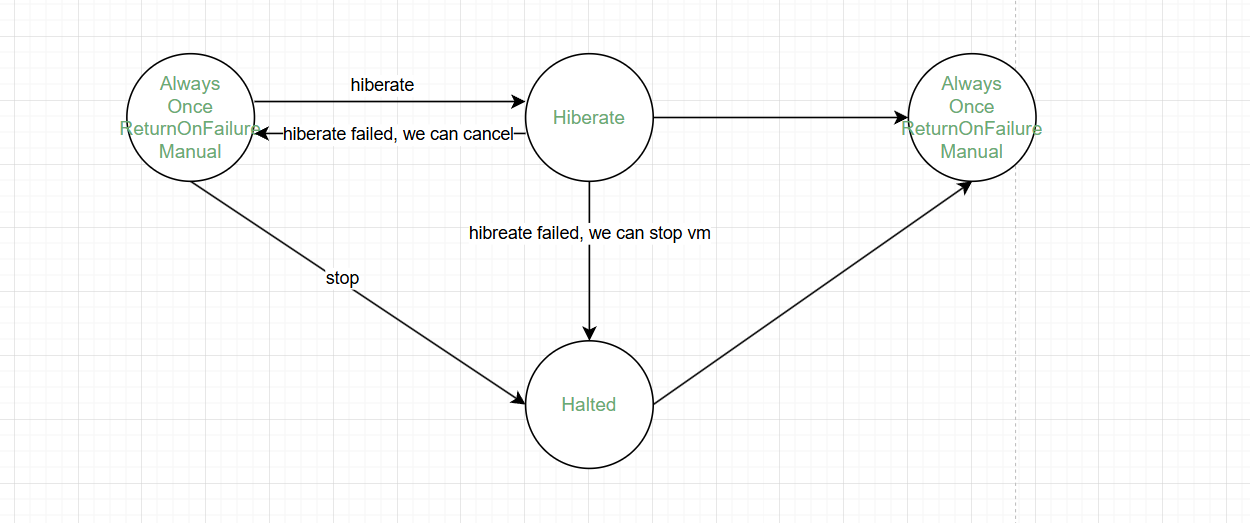 Always
Once
ReturnOnFailure
Manual
hiberate
hiberate failed, we can cancel
Hiberate
Always
Once
ReturnOnFailure
Manual
hibreate failed, we can stop vm
stop
Halted